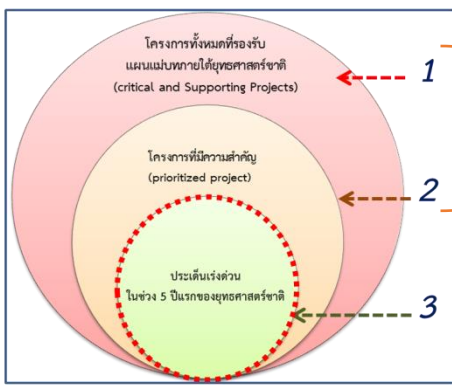 โครงการทั้งหมดที่รองรับ
แผนแม่บทภายใต้ยุทธศาสตร์ชาติ
(critical and Supporting Projects)
1
โครงการที่มีความสำคัญ
(prioritized project)
2
ประเด็นเร่งด่วน
ในช่วง 5 ปีแรกของยุทธศาสตร์ชาติ
3